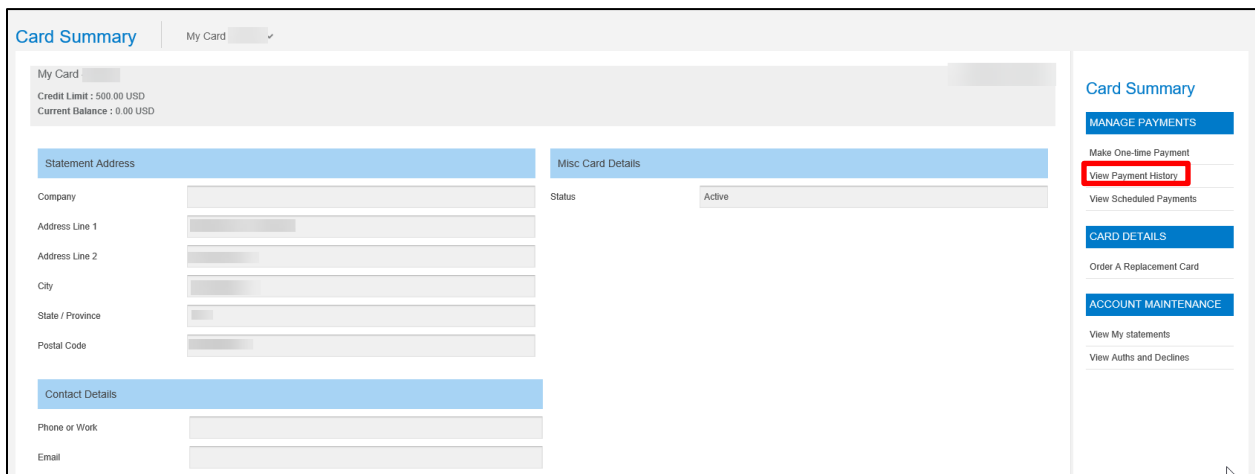 Card Summary
My Card
My Card
Credit Limit : 500.00 USD
Current Balance : 0.00 USD
Statement Address
Company
Address Line 1
Address Line 2
City
State / Province
Postal Code
Contact Details
Phone or Work
Email
Misc Card Details
Status Active
Card Summary
MANAGE PAYMENTS
Make One-time Payment
View Payment History
View Scheduled Payments
CARD DETAILS
Order A Replacement Card
ACCOUNT MAINTENANCE
View My statements
View Auths and Declines